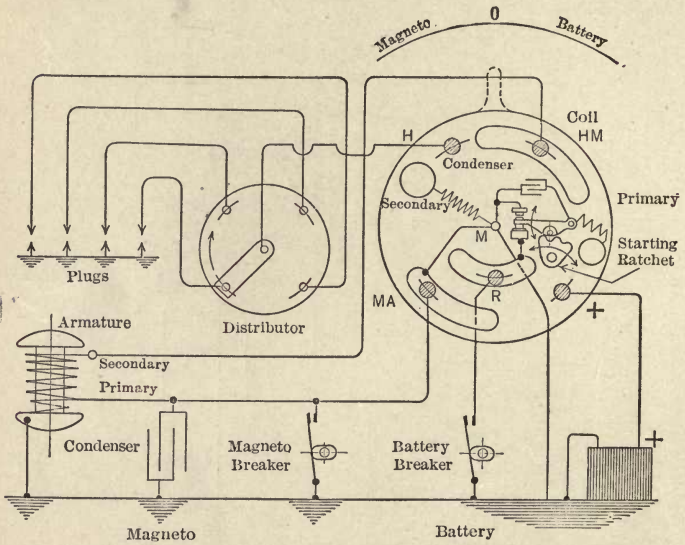 Magneto
0
Battery
Coil
H
HM
Condenser
Primary
Secondary
Starting
Ratchet
M
Plugs
R
MA
Distributor
+
Armature
Secondary
Primary
+
Condenser
Magneto
Breaker
Battery
Breaker
Magneto
Battery